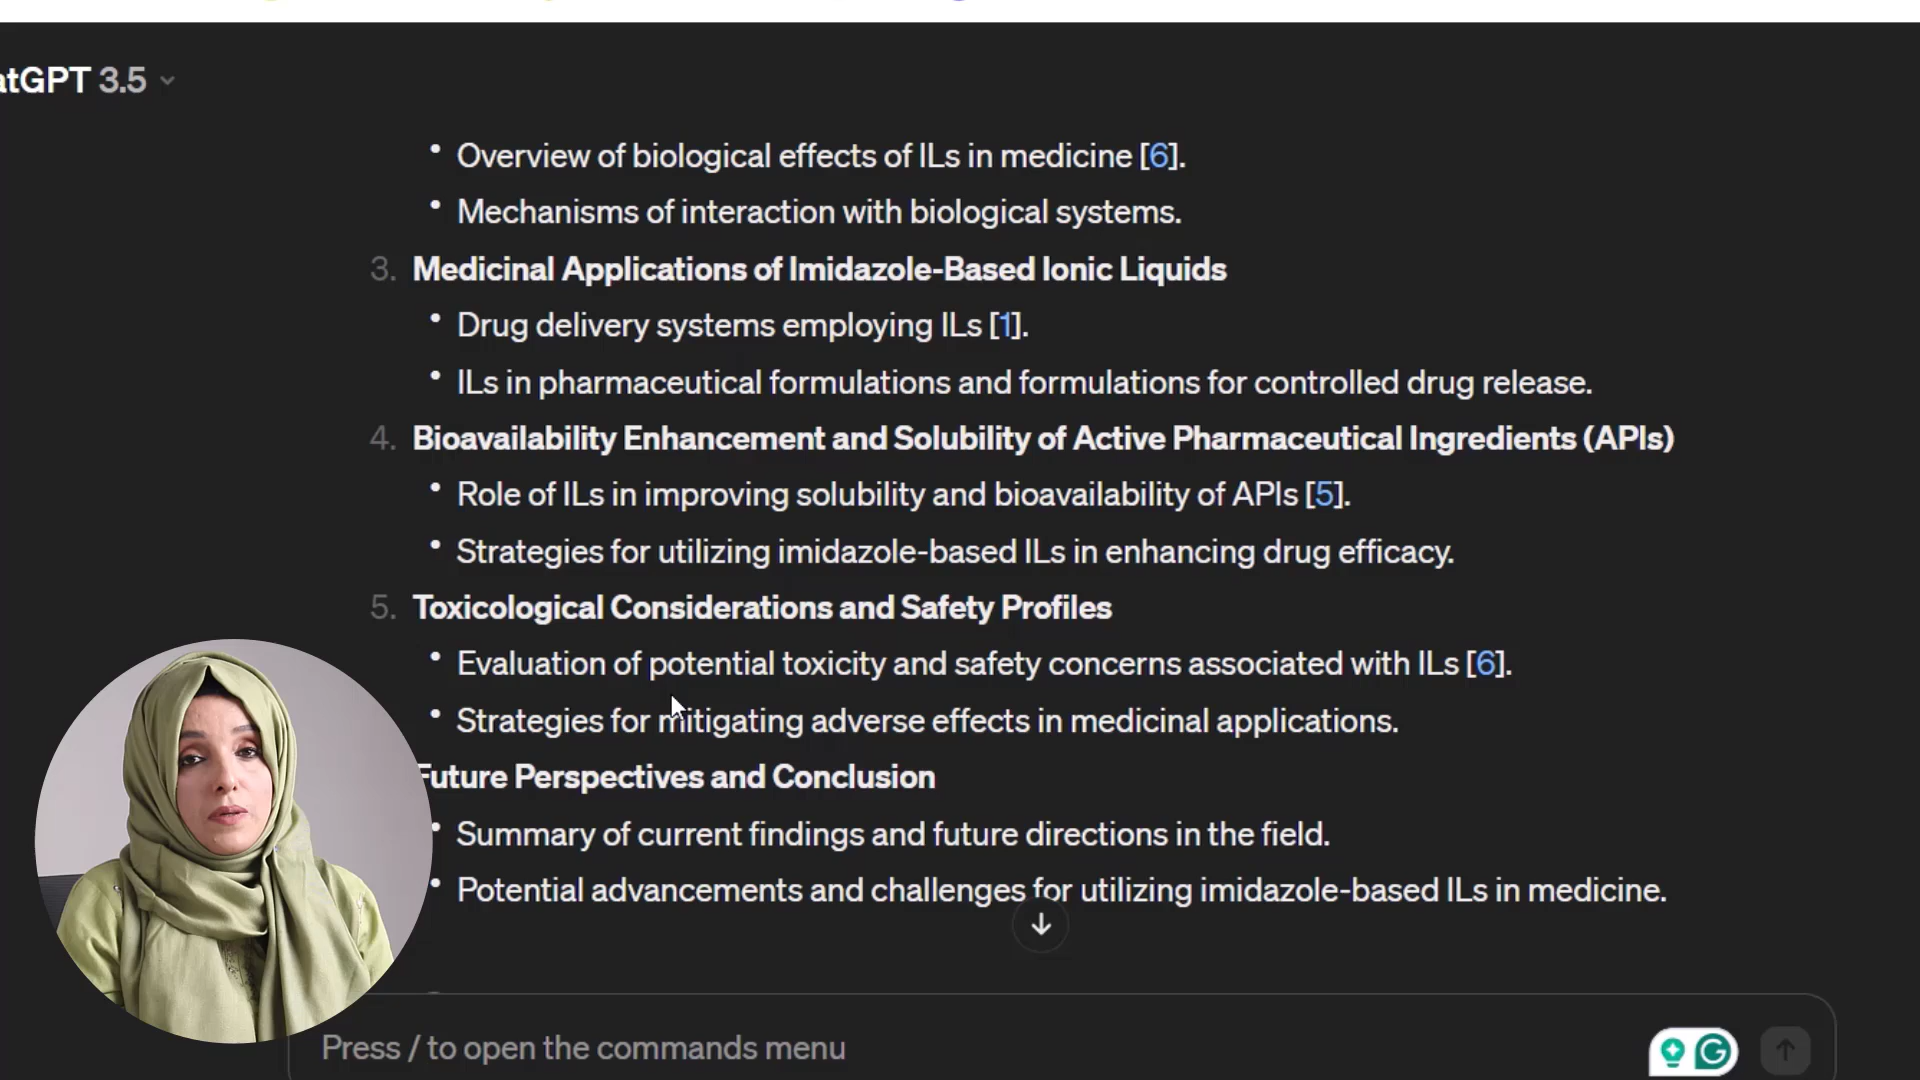 atGPT 3.5
• Overview of biological effects of ILs in medicine [6].
• Mechanisms of interaction with biological systems.
3. Medicinal Applications of Imidazole-Based Ionic Liquids
• Drug delivery systems employing ILs [1].
• ILs in pharmaceutical formulations and formulations for controlled drug release.
4. Bioavailability Enhancement and Solubility of Active Pharmaceutical Ingredients (APIs)
• Role of ILs in improving solubility and bioavailability of APIs [5].
• Strategies for utilizing imidazole-based ILs in enhancing drug efficacy.
5. Toxicological Considerations and Safety Profiles
• Evaluation of potential toxicity and safety concerns associated with ILs [6].
• Strategies for mitigating adverse effects in medicinal applications.
Future Perspectives and Conclusion
• Summary of current findings and future directions in the field.
• Potential advancements and challenges for utilizing imidazole-based ILs in medicine.
Press / to open the commands menu